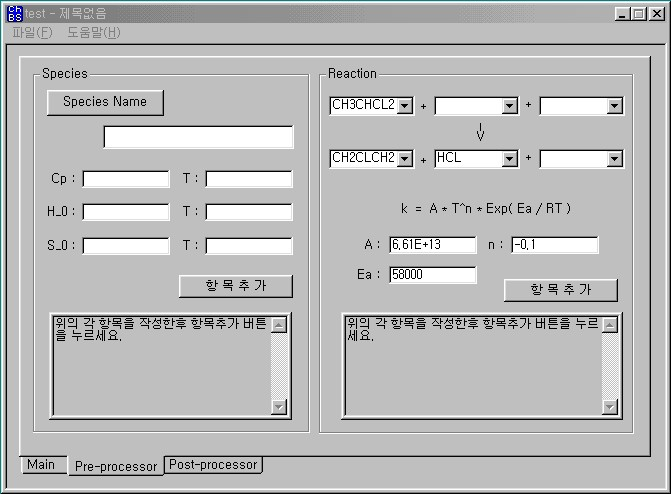 Ch
BS test - 제목없음
파일(F) 도움말(H)
Species
Species Name
Cp : T :
H_0 : T :
S_0 : T :
항 목 추 가
위의 각 항목을 작성한후 항목추가 버튼
을 누르세요.
Reaction
CH3CHCL2 + +
CH2CLCH2 + HCL +
k = A * T^n * Exp( Ea / RT )
A : 6.61E+13 n : -0.1
Ea : 58000
항 목 추 가
위의 각 항목을 작성한후 항목추가 버튼을 누르
세요.
Main Pre-processor Post-processor